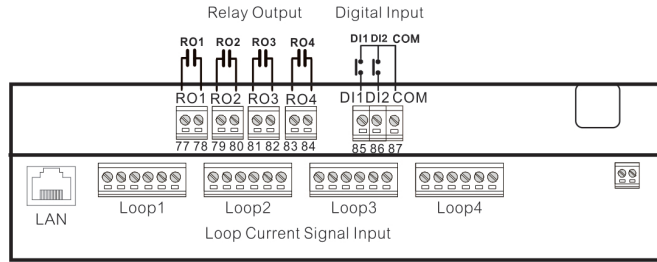 Relay Output Digital Input
RO1 RO2 RO3 RO4 DI1 DI2 COM
RO1 RO2 RO3 RO4 DI1 DI2 COM
77 78 79 80 81 82 83 84 85 86 87
LAN Loop1 Loop2 Loop3 Loop4
Loop Current Signal Input